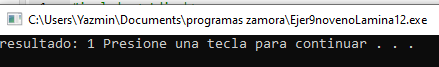 C:\Users\Yazmin\Documents\programas zamora\Ejer9novenoLamina12.exe
resultado: 1 Presione una tecla para continuar . . .